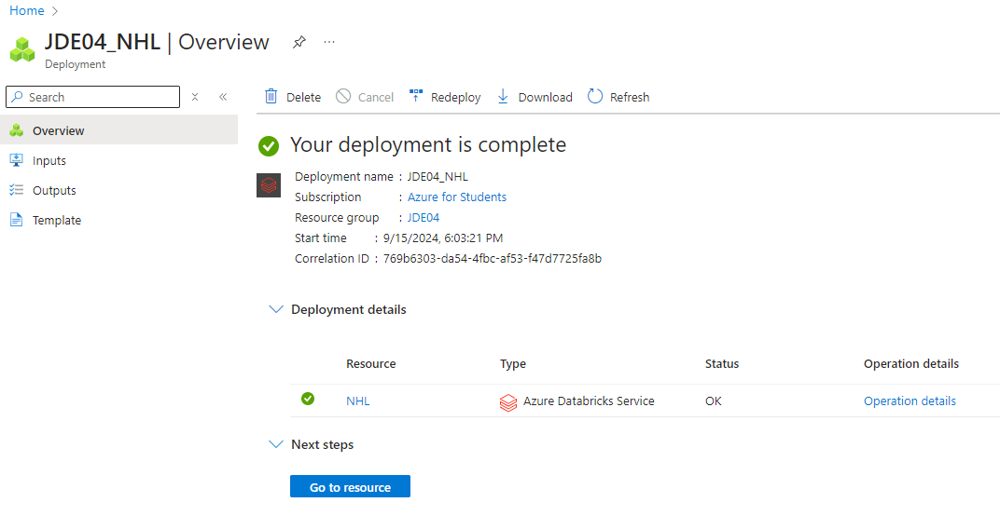 Home
JDE04_NHL | Overview
Deployment
Search
Overview
Inputs
Outputs
Template
Delete Cancel Redeploy Download Refresh
Your deployment is complete
Deployment name : JDE04_NHL
Subscription : Azure for Students
Resource group : JDE04
Start time : 9/15/2024, 6:03:21 PM
Correlation ID : 769b6303-da54-4fbc-af53-f47d7725fa8b
Deployment details
Resource Type Status Operation details
NHL Azure Databricks Service OK Operation details
Next steps
Go to resource